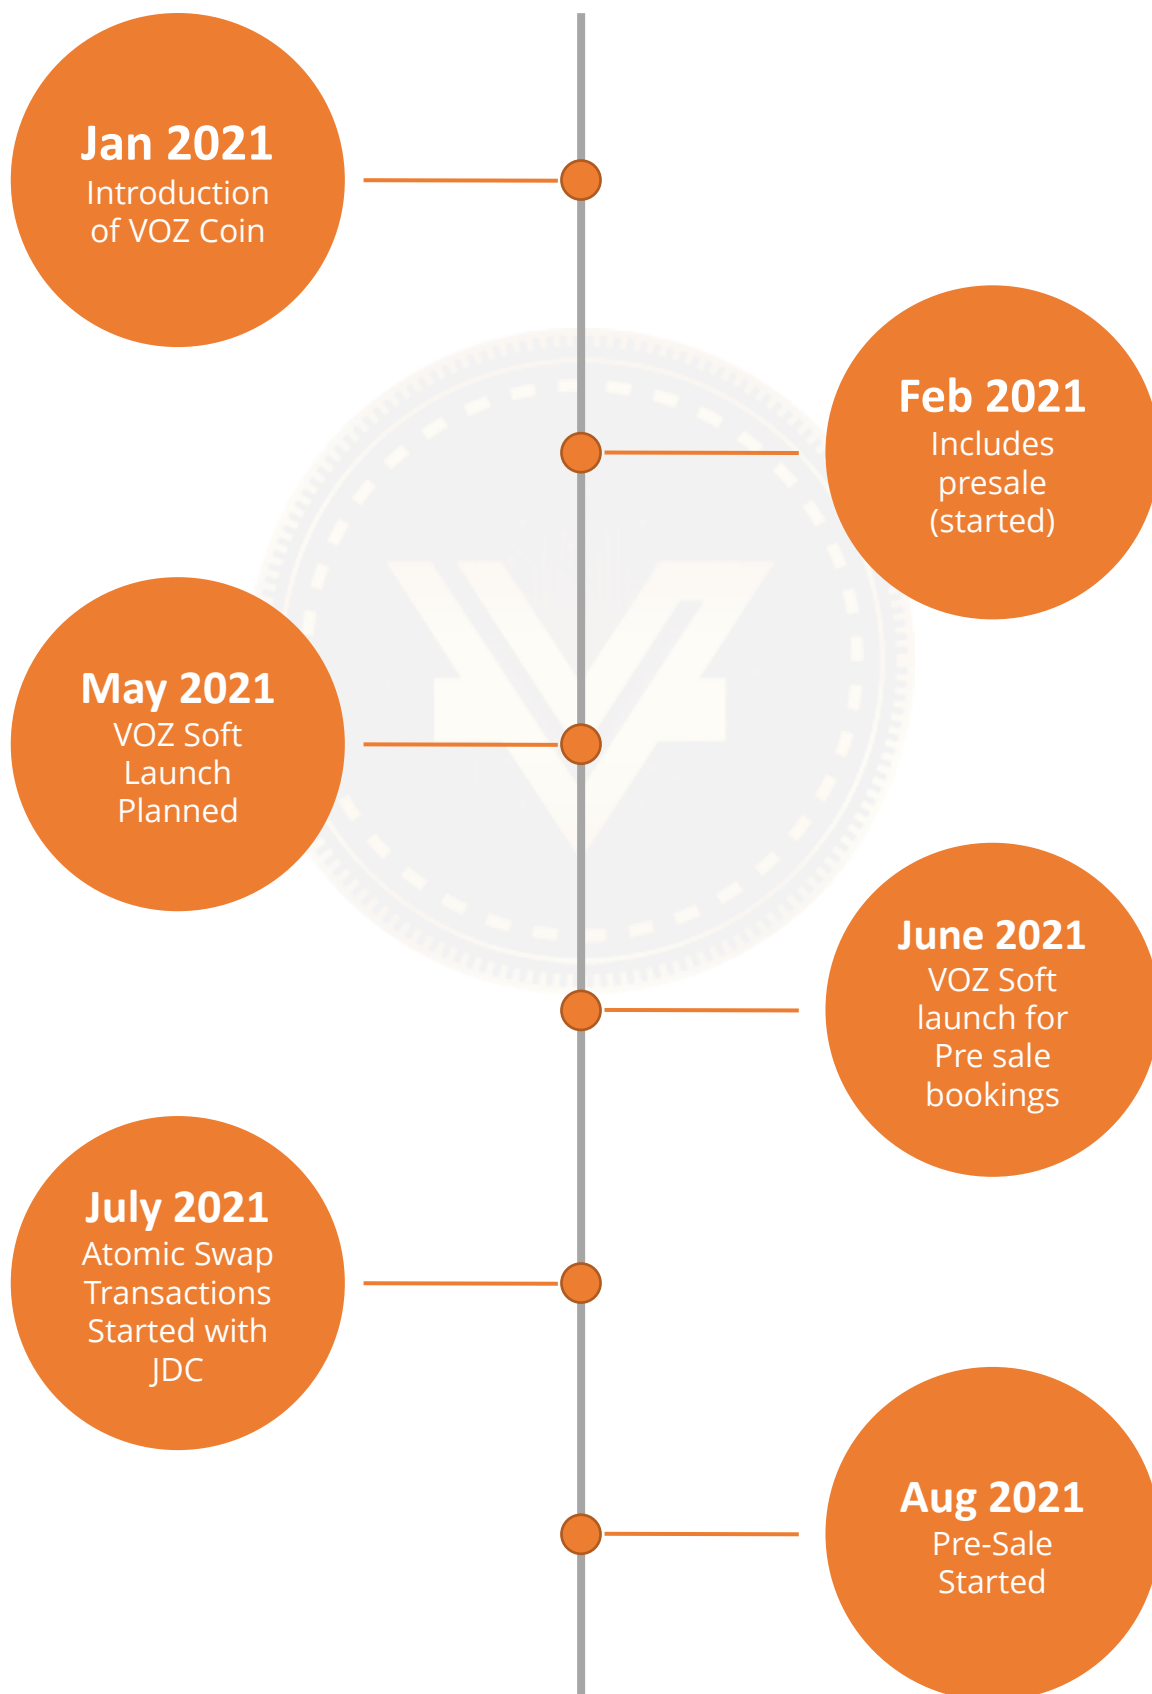 Jan 2021
Introduction
of VOZ Coin
Feb 2021
Includes
presale
(started)
May 2021
VOZ Soft
Launch
Planned
June 2021
VOZ Soft
launch for
Pre sale
bookings
July 2021
Atomic Swap
Transactions
Started with
JDC
Aug 2021
Pre-Sale
Started